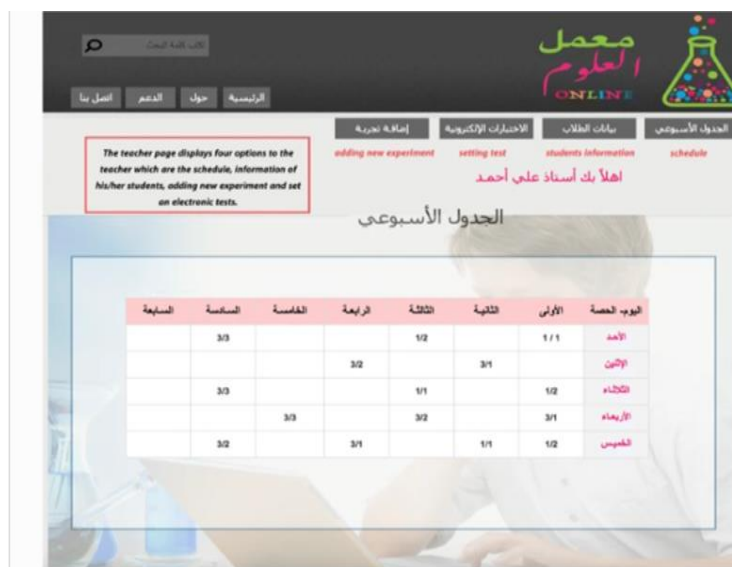 معمل
العلوم
ONLINE
اكتب كلمة للبحث
الرئيسية حول الدعم اتصل بنا
الجدول الأسبوعي بيانات الطلاب الاختبارات الإلكترونية إضافة تجربة
schedule students information setting test adding new experiment
The teacher page displays four options to the
teacher which are the schedule, information of
his/her students, adding new experiment and set
an electronic tests.
اهلاً بك أستاذ علي أحمد
الجدول الأسبوعي
اليوم- الحصة الأولى الثانية الثالثة الرابعة الخامسة السادسة السابعة
الأحد 1/1 1/2 3/3
الإثنين 3/1 3/2
الثلاثاء 1/2 1/1 3/3
الأربعاء 3/1 3/2 3/3
الخميس 1/2 1/1 3/1 3/2